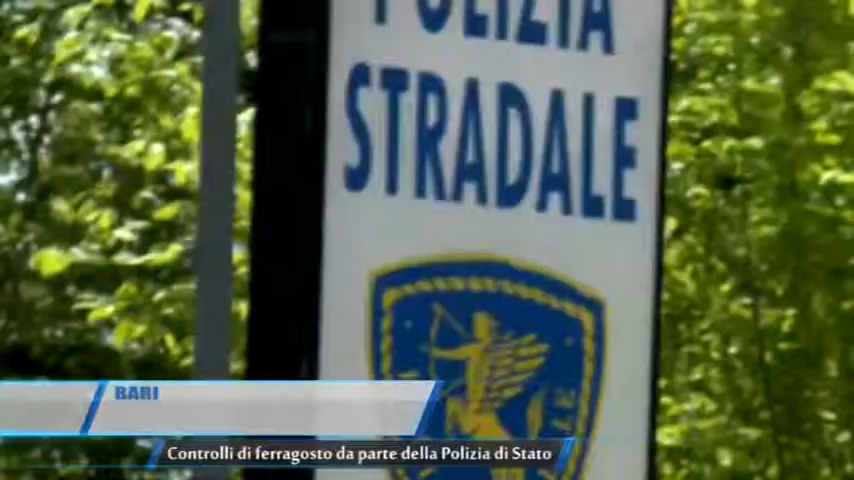 POLIZIA
STRADALE
BARI
Controlli di ferragosto da parte della Polizia di Stato